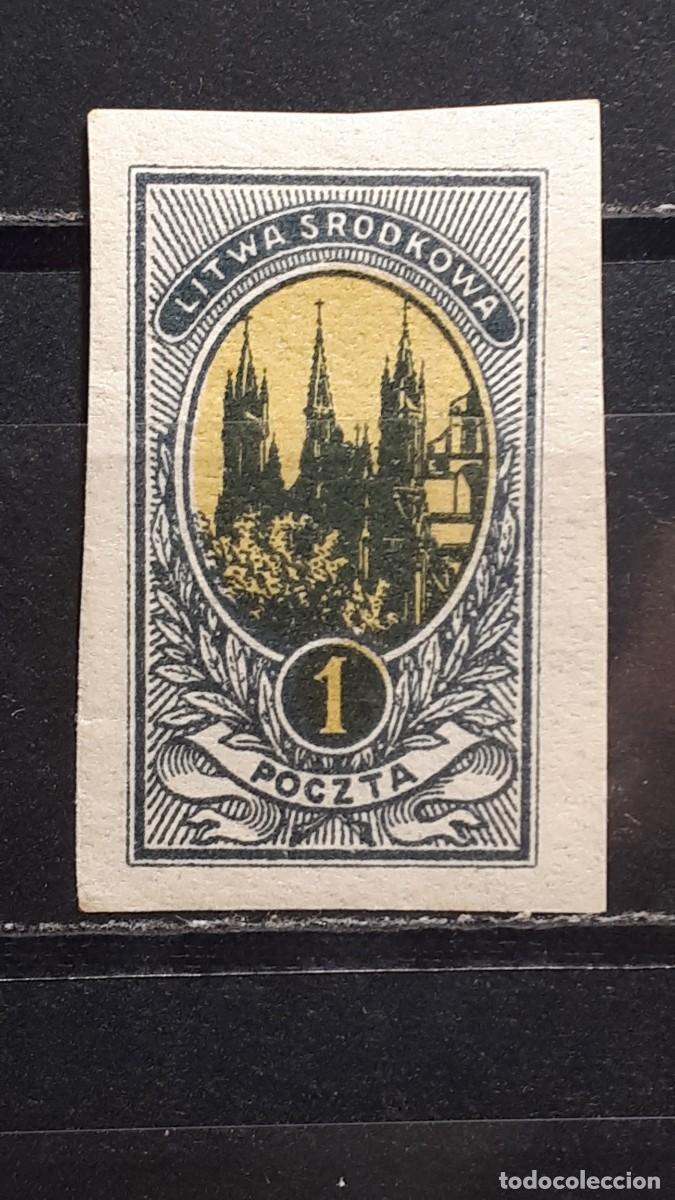 LITWA SRODKOWA
1
POCZTA
todocoleccion